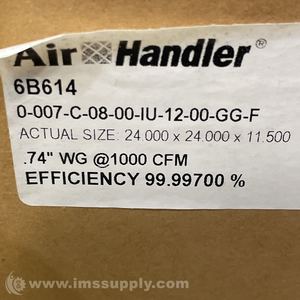 Air Handler®
6B614
0-007-C-08-00-IU-12-00-GG-F
ACTUAL SIZE: 24.000 x 24.000 x 11.500
.74" WG @1000 CFM
EFFICIENCY 99.99700 %
© www.imssupply.com